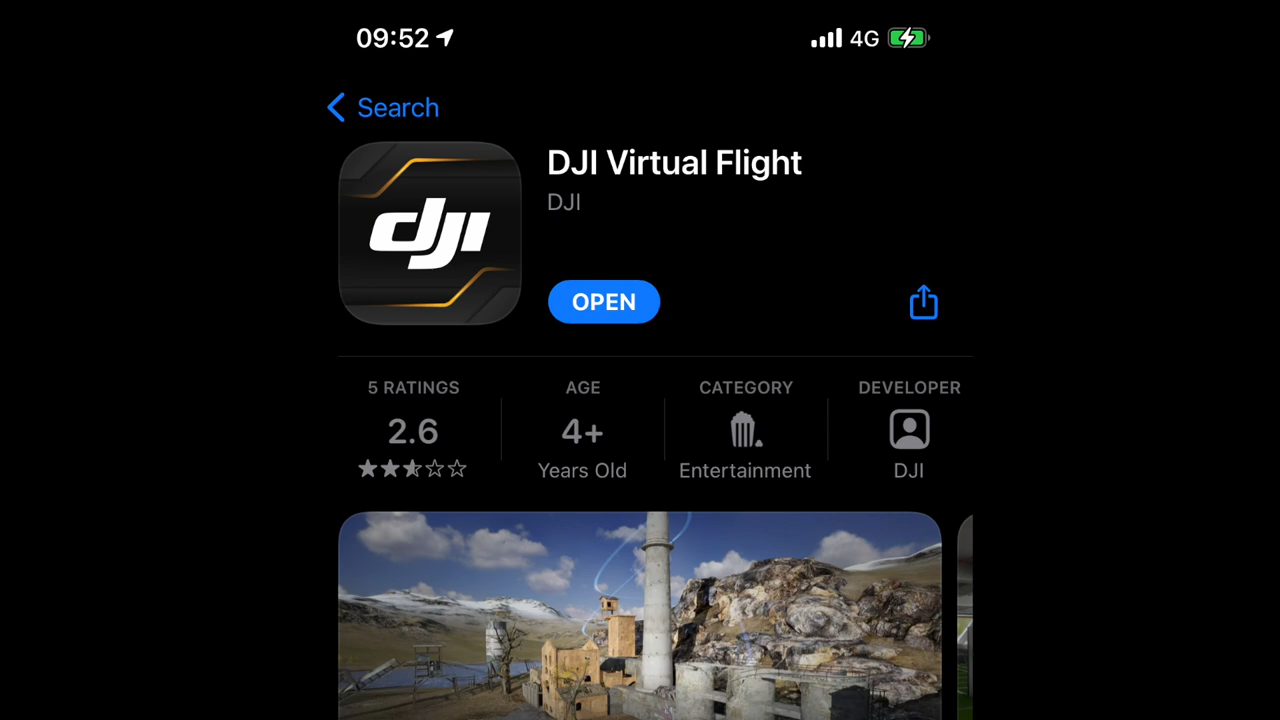 09:52
4G
Search
dji
DJI Virtual Flight
DJI
OPEN
5 RATINGS
AGE
CATEGORY
DEVELOPER
2.6
4+
Years Old
Entertainment
DJI